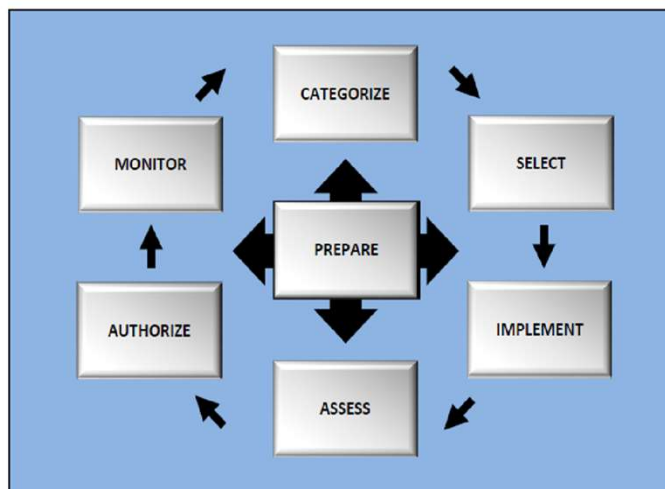 CATEGORIZE
MONITOR
SELECT
PREPARE
AUTHORIZE
IMPLEMENT
ASSESS